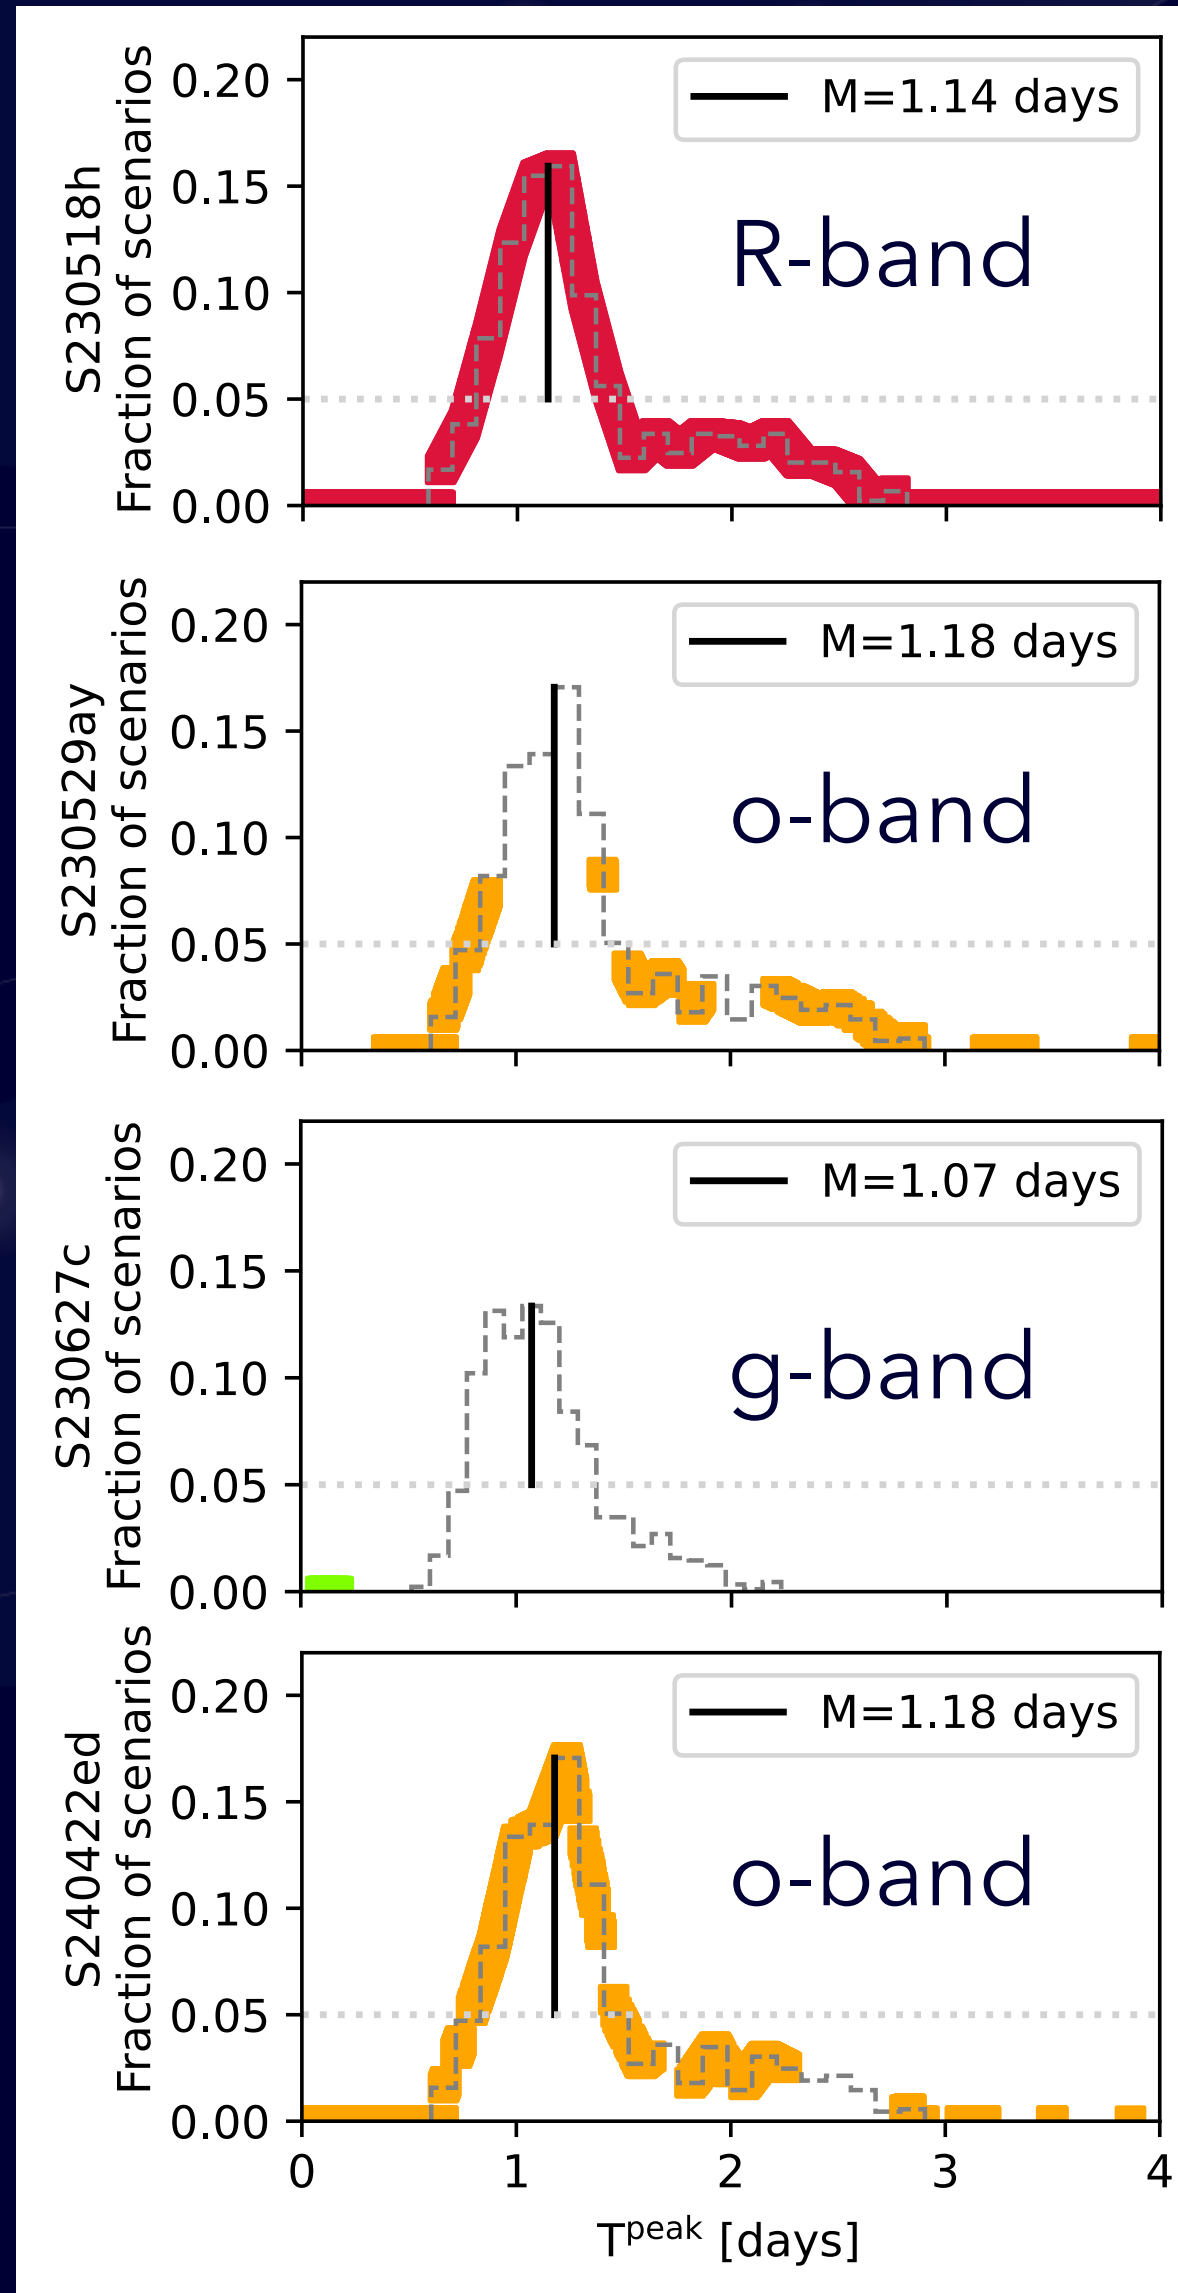 S230518h
Fraction of scenarios
0.20
0.15
0.10
0.05
0.00
M=1.14 days
R-band
S230529ay
Fraction of scenarios
0.20
0.15
0.10
0.05
0.00
M=1.18 days
o-band
S230627c
Fraction of scenarios
0.20
0.15
0.10
0.05
0.00
M=1.07 days
g-band
S240422ed
Fraction of scenarios
0.20
0.15
0.10
0.05
0.00
M=1.18 days
o-band
0 1 2 3 4
T^peak [days]